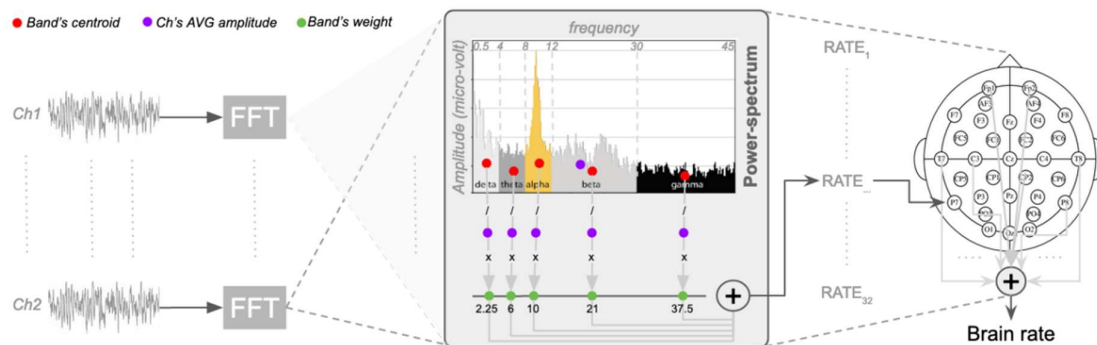 Band's centroid
Ch's AVG amplitude
Band's weight
Ch1
FFT
Ch2
FFT
frequency
0.5 4 8 12 30 45
Amplitude (micro-volt)
Power-spectrum
delta theta alpha beta gamma
/ / / / /
x x x x x
2.25 6 10 21 37.5
+
RATE1
RATE_
RATE32
Fp1 Fp2
AF3 AF4
F7 F3 Fz F4 F8
FC5 FC6
T7 C3 Cz C4 T8
CP5 CP1 CP2 CP6
P7 P3 Pz P4 P8
PO3 PO4
O1 Oz O2
+
Brain rate